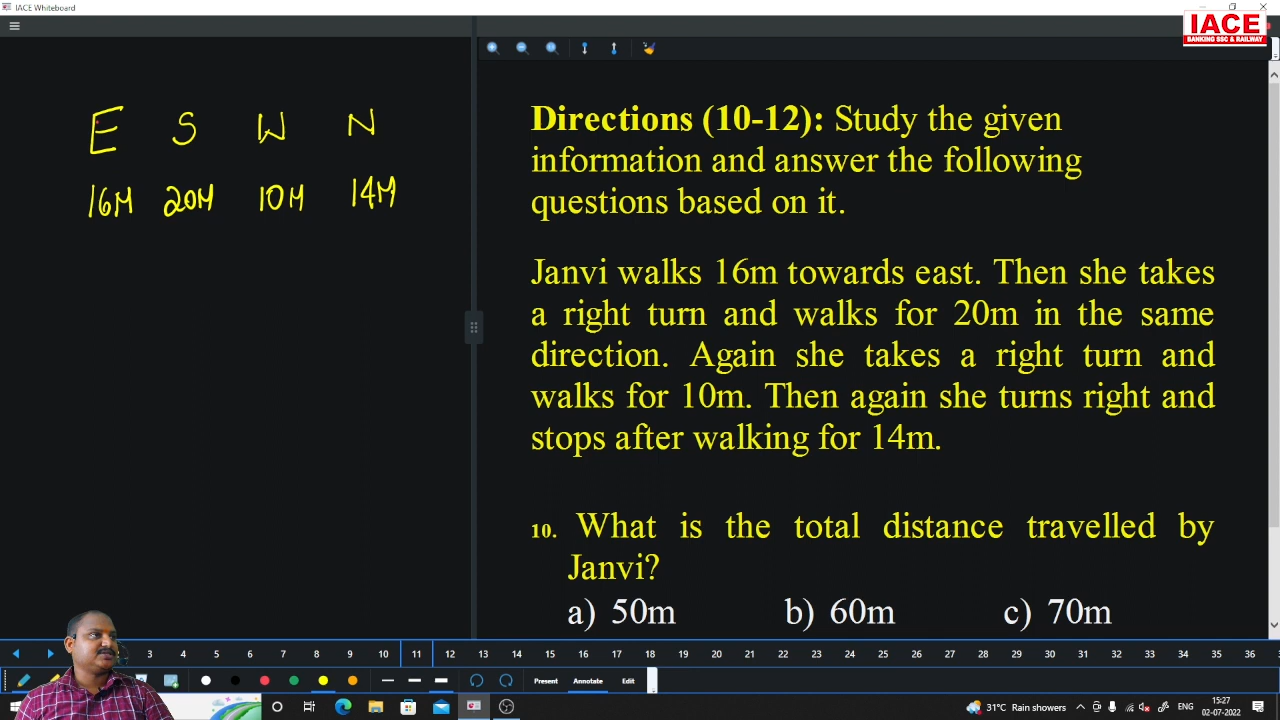 IACE Whiteboard
IACE
BANKING SSC & RAILWAY
E S W N
16M 20M 10M 14M
Directions (10-12): Study the given
information and answer the following
questions based on it.
Janvi walks 16m towards east. Then she takes
a right turn and walks for 20m in the same
direction. Again she takes a right turn and
walks for 10m. Then again she turns right and
stops after walking for 14m.
10. What is the total distance travelled by
Janvi?
a) 50m b) 60m c) 70m
3 4 5 6 7 8 9 10 11 12 13 14 15 16 17 18 19 20 21 22 23 24 25 26 27 28 29 30 31 32 33 34 35 36
Present Annotate Edit
31°C Rain showers ENG 15:27
02-07-2022